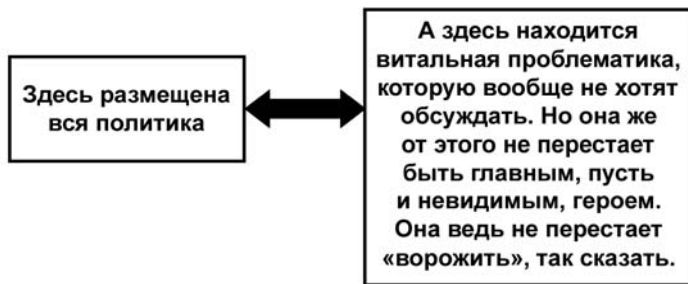 Здесь размещена
вся политика
А здесь находится
витальная проблематика,
которую вообще не хотят
обсуждать. Но она же
от этого не перестает
быть главным, пусть
и невидимым, героем.
Она ведь не перестает
«ворожить», так сказать.